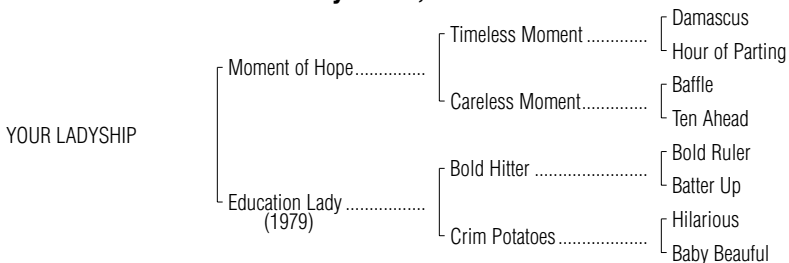 Damascus
Timeless Moment .............
Hour of Parting
Moment of Hope...............
Baffle
Careless Moment..............
Ten Ahead
YOUR LADYSHIP
Bold Ruler
Bold Hitter ......................
Batter Up
Education Lady .................
(1979)
Hilarious
Crim Potatoes...................
Baby Beauful